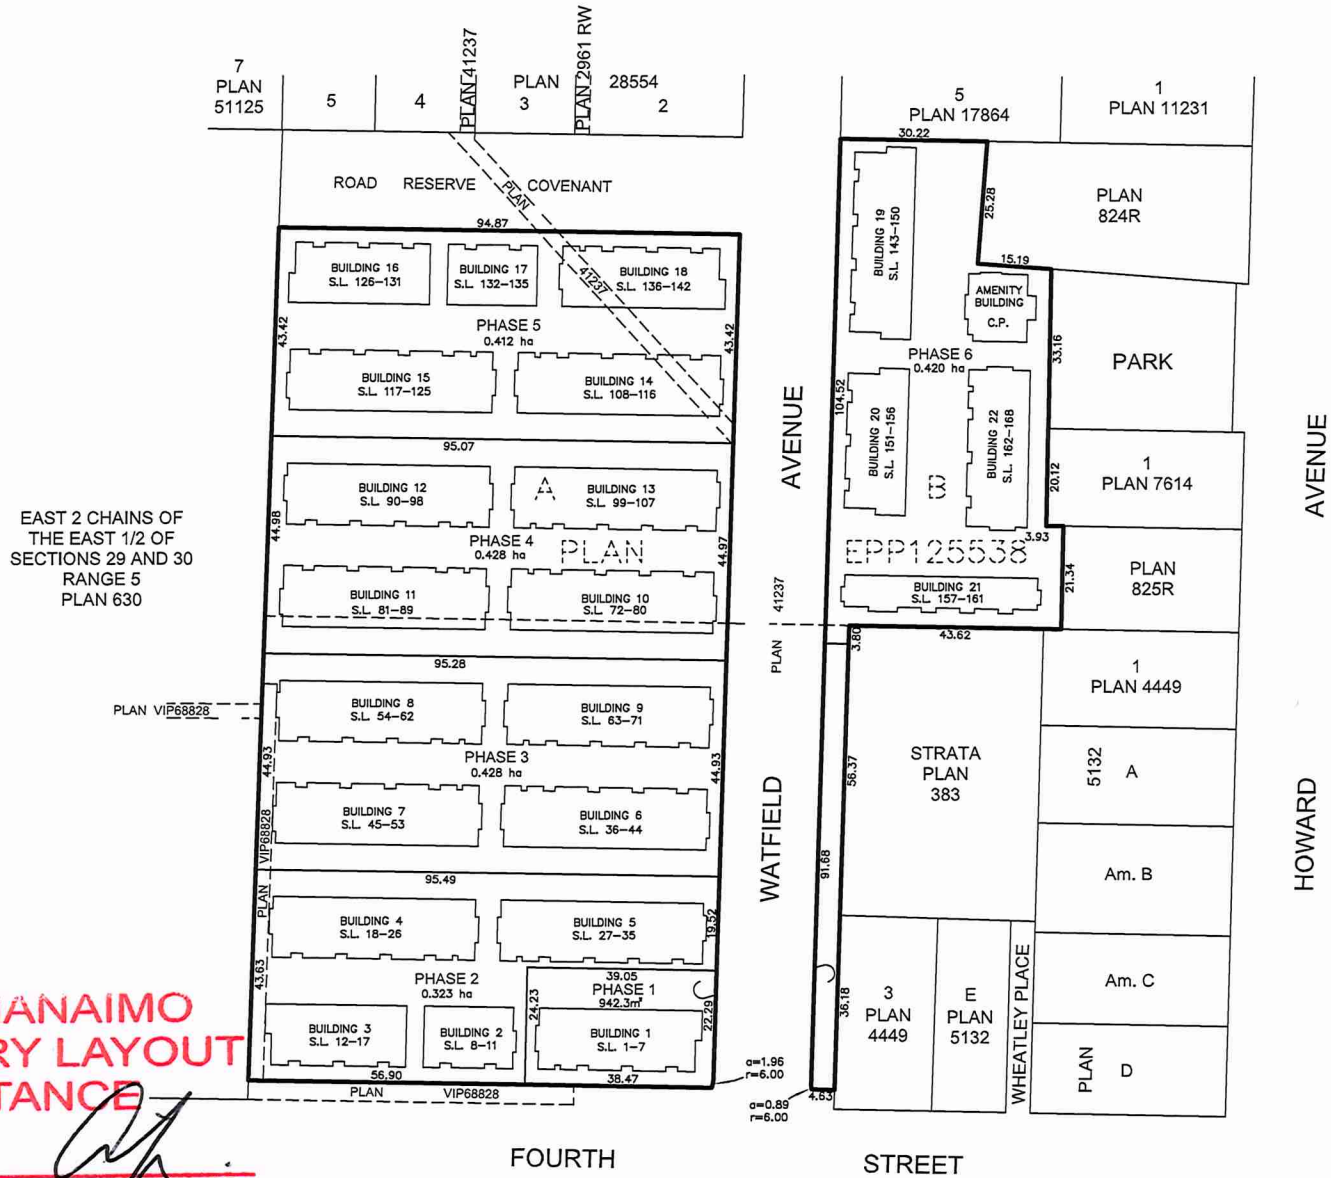 7
PLAN
51125
5
4
PLAN 41237
PLAN
3
PLAN 2961 RW
28554
2
5
PLAN 17864
1
PLAN 11231
30.22
ROAD RESERVE COVENANT
PLAN
41237
94.87
25.28
PLAN
824R
15.19
BUILDING 16
S.L. 126-131
BUILDING 17
S.L. 132-135
BUILDING 18
S.L. 136-142
BUILDING 19
S.L. 143-150
AMENITY
BUILDING
C.P.
43.42
PHASE 5
0.412 ha
43.42
PHASE 6
0.420 ha
33.16
PARK
BUILDING 15
S.L. 117-125
BUILDING 14
S.L. 108-116
104.52
BUILDING 20
S.L. 151-156
BUILDING 22
S.L. 162-168
95.07
AVENUE
AVENUE
BUILDING 12
S.L. 90-98
A
BUILDING 13
S.L. 99-107
B
20.12
1
PLAN 7614
EAST 2 CHAINS OF
THE EAST 1/2 OF
SECTIONS 29 AND 30
RANGE 5
PLAN 630
44.98
PHASE 4
0.428 ha
PLAN
44.97
EPP125538
3.93
PLAN
825R
BUILDING 11
S.L. 81-89
BUILDING 10
S.L. 72-80
PLAN 41237
BUILDING 21
S.L. 157-161
21.34
3.80
43.62
95.28
1
PLAN 4449
PLAN VIP68828
BUILDING 8
S.L. 54-62
BUILDING 9
S.L. 63-71
44.93
PHASE 3
0.428 ha
44.93
WATFIELD
56.37
STRATA
PLAN
383
5132
A
HOWARD
PLAN VIP68828
BUILDING 7
S.L. 45-53
BUILDING 6
S.L. 36-44
95.49
91.68
Am. B
BUILDING 4
S.L. 18-26
BUILDING 5
S.L. 27-35
19.52
43.63
PHASE 2
0.323 ha
39.05
PHASE 1
942.3m²
24.23
22.29
36.18
3
PLAN
4449
E
PLAN
5132
WHEATLEY PLACE
Am. C
BUILDING 3
S.L. 12-17
BUILDING 2
S.L. 8-11
BUILDING 1
S.L. 1-7
PLAN
D
56.90
38.47
a=1.96
r=6.00
PLAN VIP68828
4.63
a=0.89
r=6.00
ANAIMO
RY LAYOUT
TANCE
FOURTH STREET